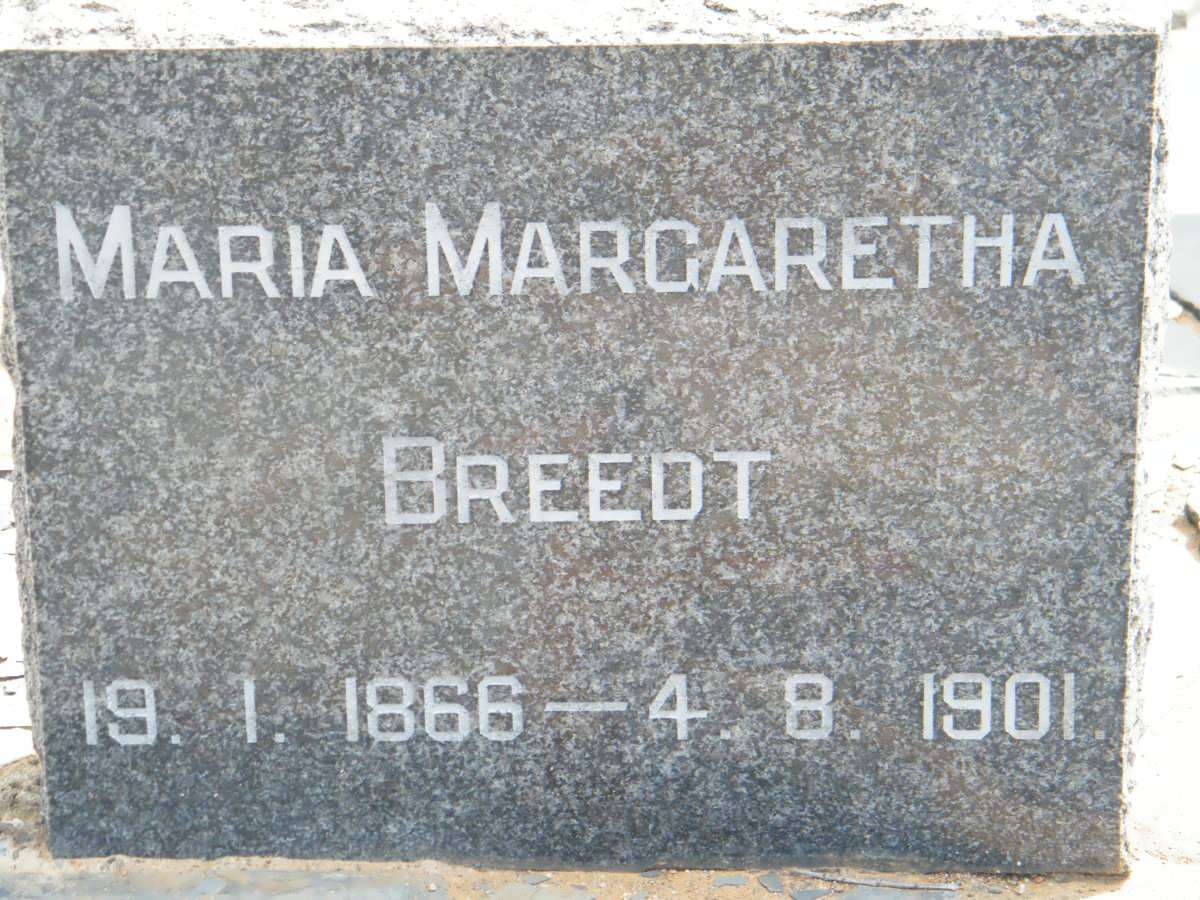 MARIA MARGARETHA
BREEDT
19. 1. 1866 — 4. 8. 1901.